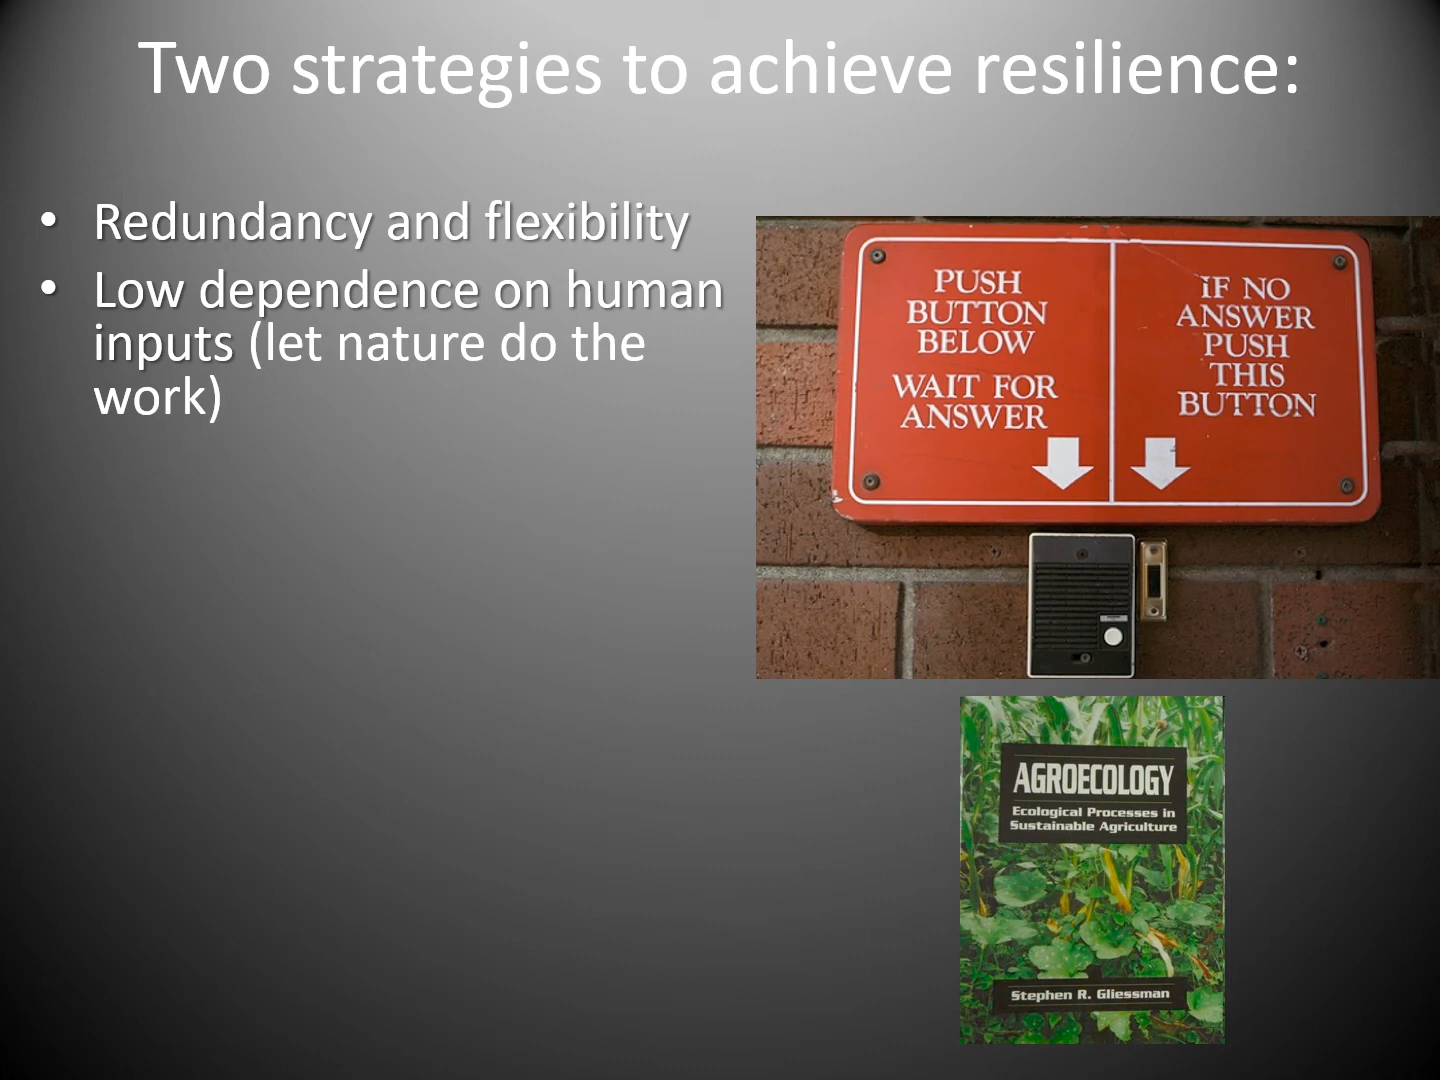 Two strategies to achieve resilience:
• Redundancy and flexibility
• Low dependence on human
inputs (let nature do the
work)
PUSH
BUTTON
BELOW
WAIT FOR
ANSWER
IF NO
ANSWER
PUSH
THIS
BUTTON
AGROECOLOGY
Ecological Processes in
Sustainable Agriculture
Stephen R. Gliessman